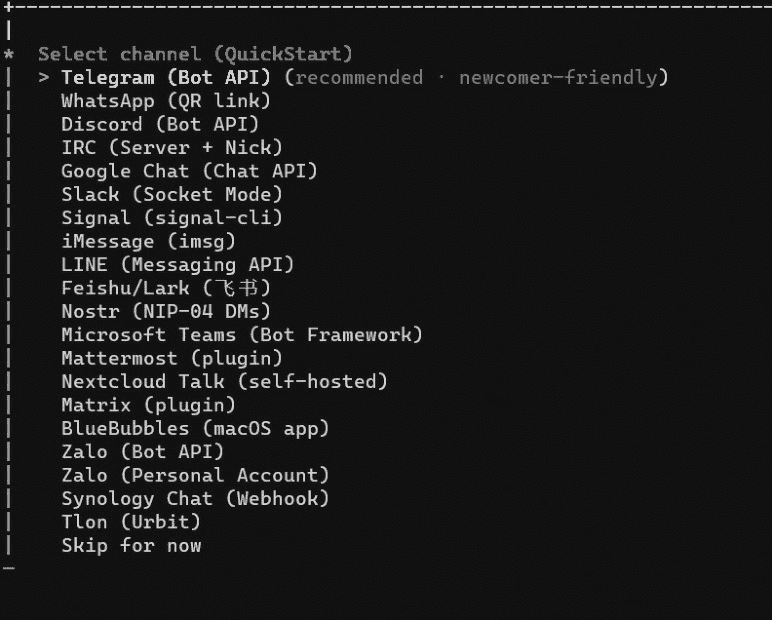 Select channel (QuickStart)
> Telegram (Bot API) (recommended · newcomer-friendly)
WhatsApp (QR link)
Discord (Bot API)
IRC (Server + Nick)
Google Chat (Chat API)
Slack (Socket Mode)
Signal (signal-cli)
iMessage (imsg)
LINE (Messaging API)
Feishu/Lark (飞书)
Nostr (NIP-04 DMs)
Microsoft Teams (Bot Framework)
Mattermost (plugin)
Nextcloud Talk (self-hosted)
Matrix (plugin)
BlueBubbles (macOS app)
Zalo (Bot API)
Zalo (Personal Account)
Synology Chat (Webhook)
Tlon (Urbit)
Skip for now